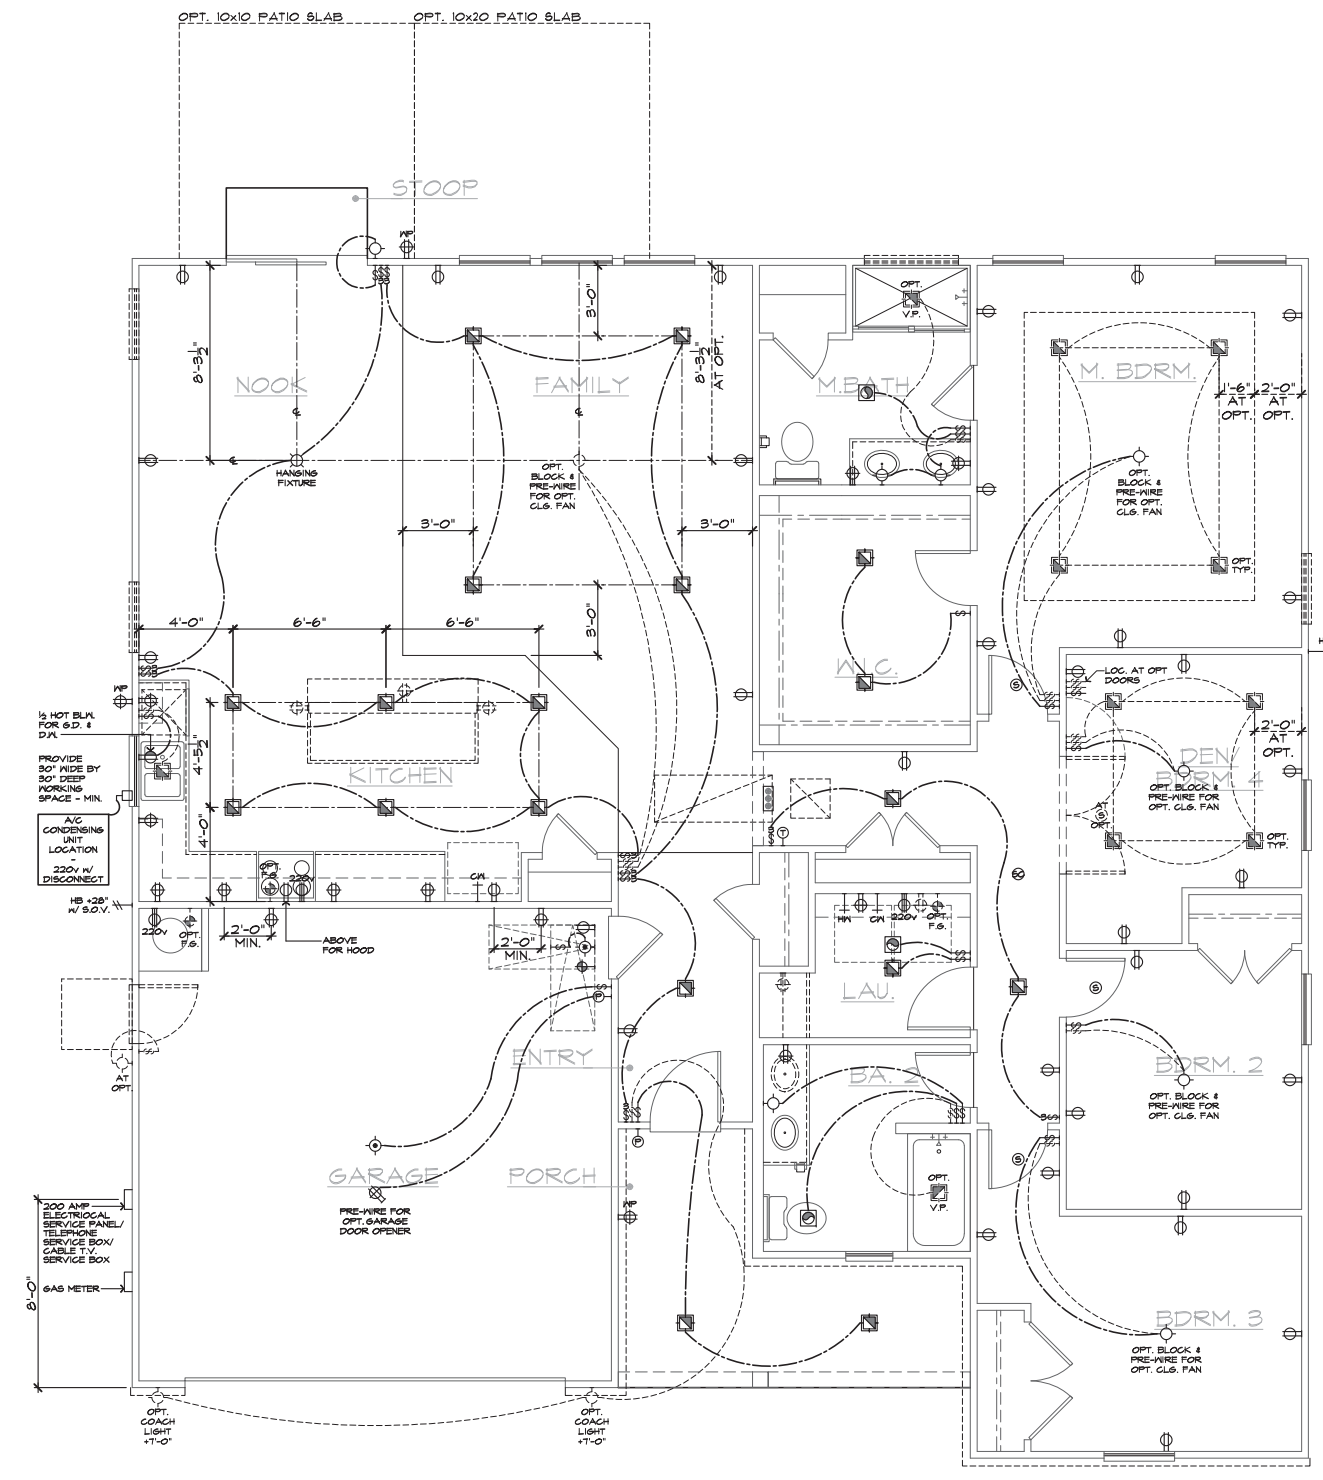 OPT. 10x10 PATIO SLAB
OPT. 10x20 PATIO SLAB
STOOP
WP
3'-0"
8'-3½"
8'-3½"
AT OPT.
OPT.
V.P.
NOOK
FAMILY
M.BATH
M. BDRM.
1'-6"
AT
OPT.
2'-0"
AT
OPT.
HANGING
FIXTURE
OPT.
BLOCK &
PRE-WIRE
FOR OPT.
CLG. FAN
OPT.
BLOCK &
PRE-WIRE
FOR OPT.
CLG. FAN
3'-0"
3'-0"
OPT.
TYP.
3'-0"
4'-0"
6'-6"
6'-6"
W.I.C.
S
LOC. AT OPT
DOORS
WP
½ HOT BLW.
FOR G.D. &
D.W.
2'-0"
AT
OPT.
4'-5½"
PROVIDE
30" WIDE BY
30" DEEP
WORKING
SPACE - MIN.
KITCHEN
DEN/
BDRM. 4
OPT. BLOCK &
PRE-WIRE FOR
OPT. CLG. FAN
AT
S
OPT.
A/C
CONDENSING
UNIT
LOCATION
-
220v W/
DISCONNECT
T
4'-0"
OPT.
TYP.
OPT.
F.G.
220v
CW
HB +28"
W/ S.O.V.
HW
CW
220v
OPT.
F.G.
220v
OPT.
F.G.
2'-0"
MIN.
ABOVE
FOR HOOD
2'-0"
MIN.
LAU.
S
P
ENTRY
BA. 2
BDRM. 2
AT
OPT.
OPT. BLOCK &
PRE-WIRE FOR
OPT. CLG. FAN
P
S
GARAGE
PORCH
OPT.
V.P.
WP
200 AMP
ELECTRIOCAL
SERVICE PANEL/
TELEPHONE
SERVICE BOX/
CABLE T.V.
SERVICE BOX
PRE-WIRE FOR
OPT. GARAGE
DOOR OPENER
GAS METER
8'-0"
BDRM. 3
OPT. BLOCK &
PRE-WIRE FOR
OPT. CLG. FAN
OPT.
COACH
LIGHT
+7'-0"
OPT.
COACH
LIGHT
+7'-0"